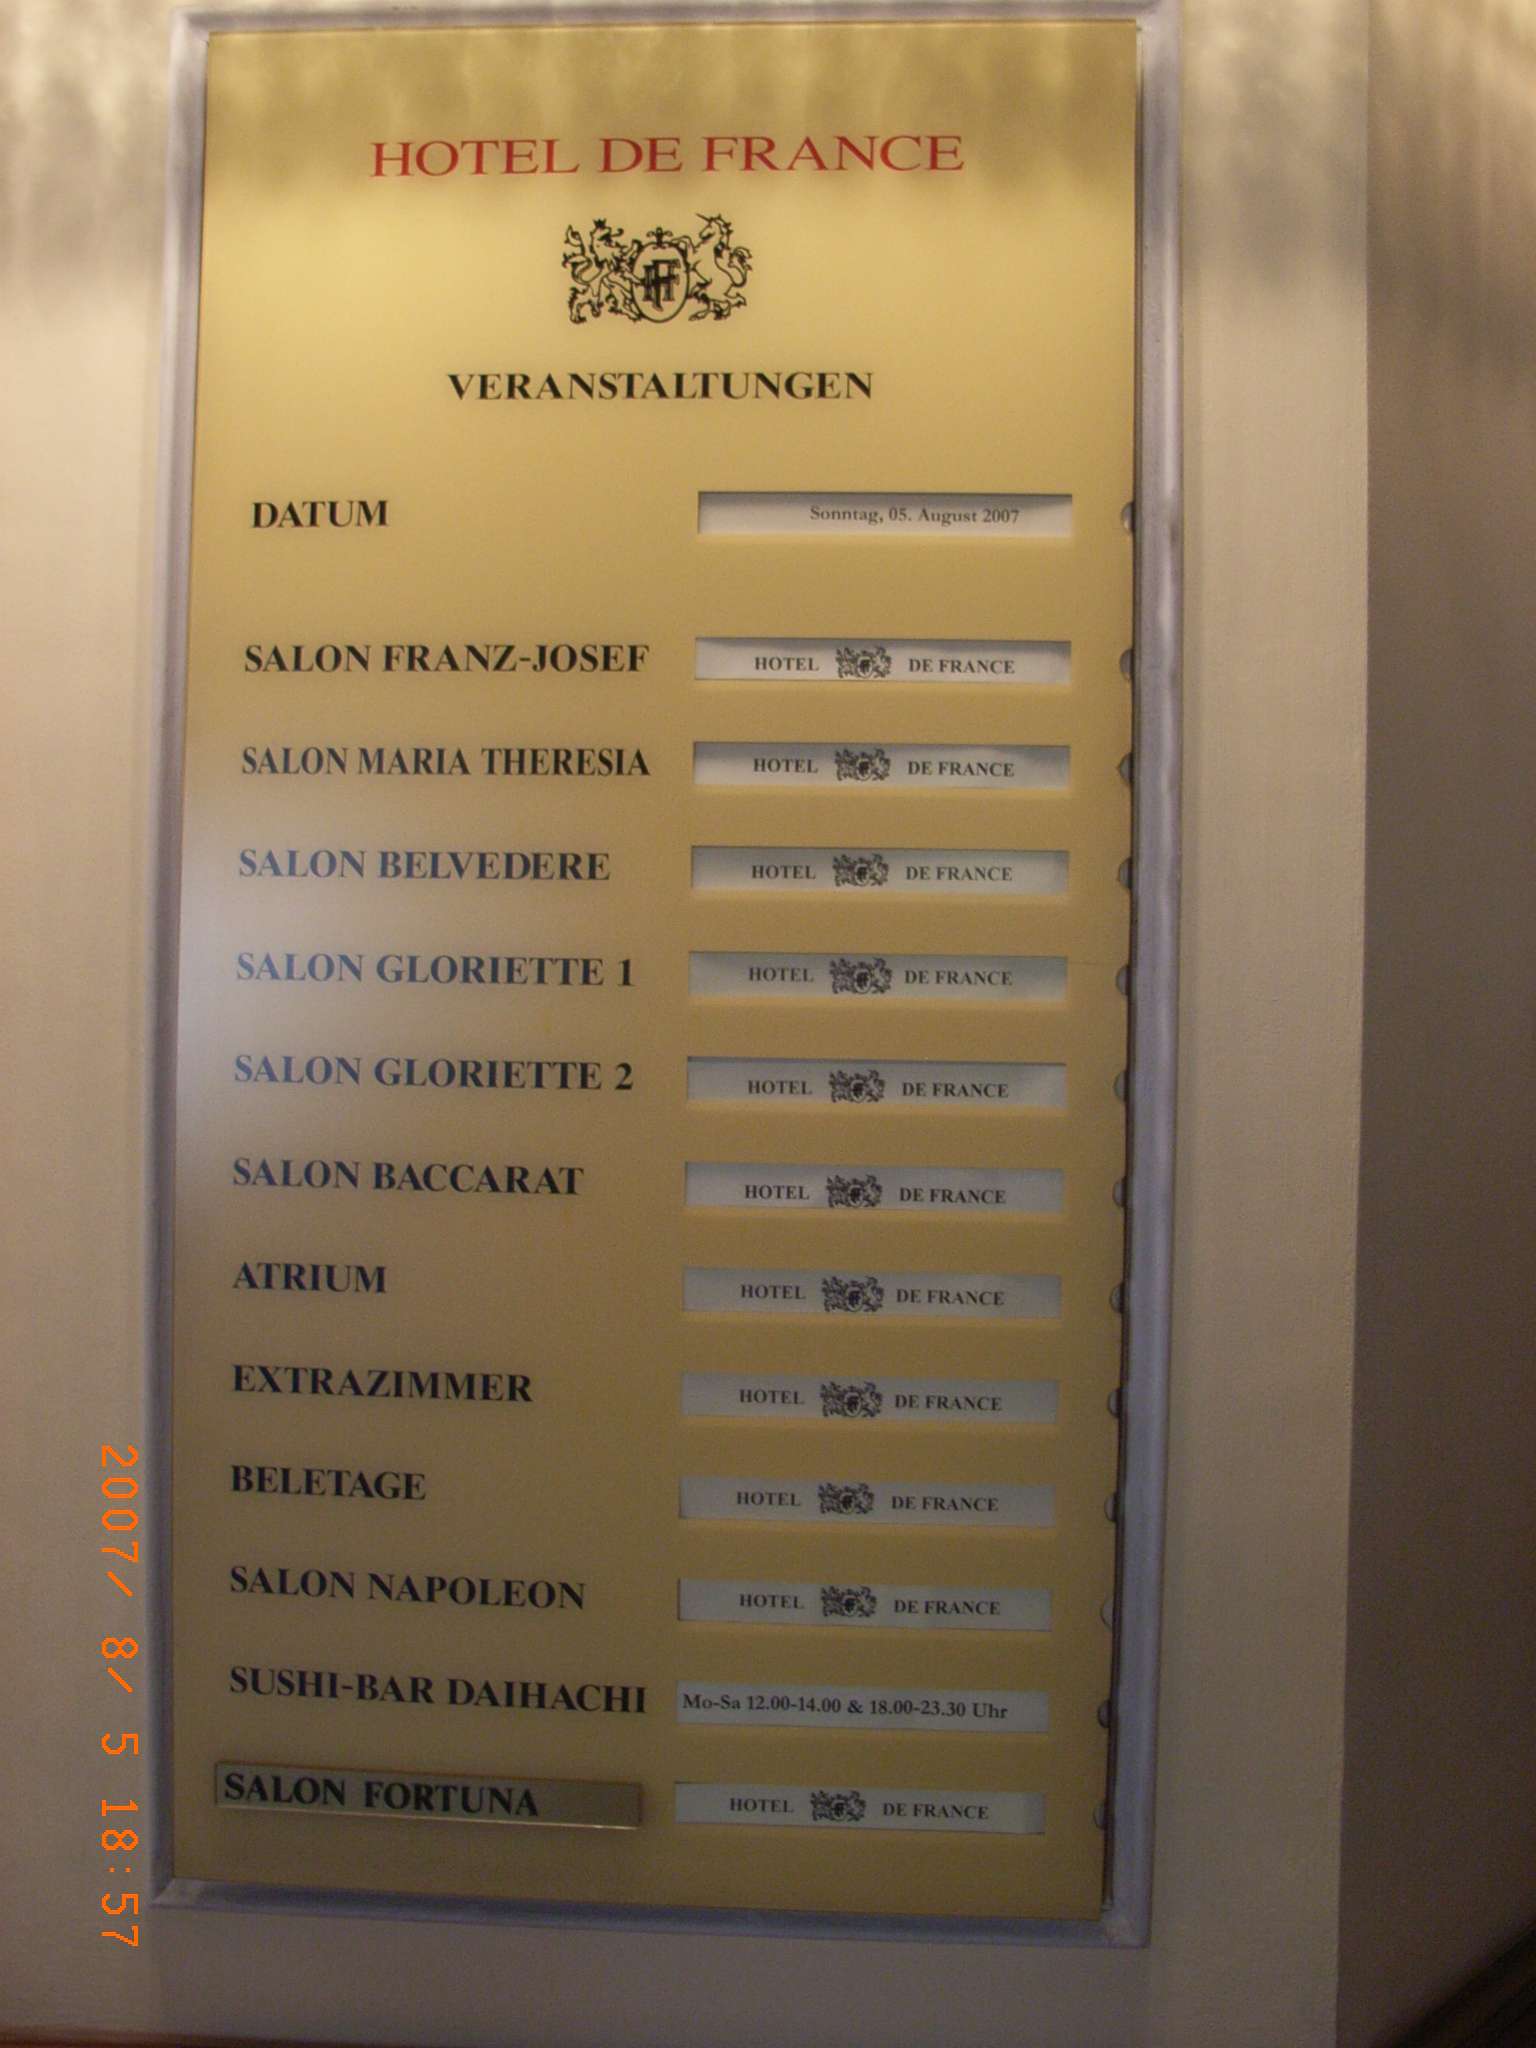 HOTEL DE FRANCE
HF
VERANSTALTUNGEN
DATUM Sonntag, 05. August 2007
SALON FRANZ-JOSEF HOTEL DE FRANCE
SALON MARIA THERESIA HOTEL DE FRANCE
SALON BELVEDERE HOTEL DE FRANCE
SALON GLORIETTE 1 HOTEL DE FRANCE
SALON GLORIETTE 2 HOTEL DE FRANCE
SALON BACCARAT HOTEL DE FRANCE
ATRIUM HOTEL DE FRANCE
EXTRAZIMMER HOTEL DE FRANCE
BELETAGE HOTEL DE FRANCE
SALON NAPOLEON HOTEL DE FRANCE
SUSHI-BAR DAIHACHI Mo-Sa 12.00-14.00 & 18.00-23.30 Uhr
SALON FORTUNA HOTEL DE FRANCE
2007/ 8/ 5 18:57